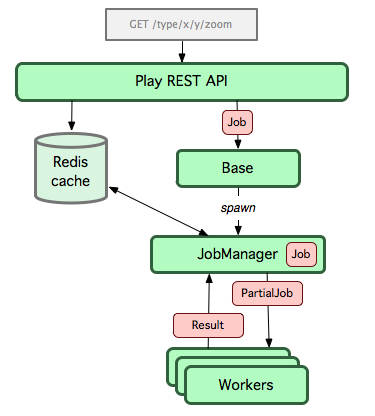 GET /type/x/y/zoom
Play REST API
Job
Redis
cache
Base
spawn
JobManager
Job
PartialJob
Result
Workers